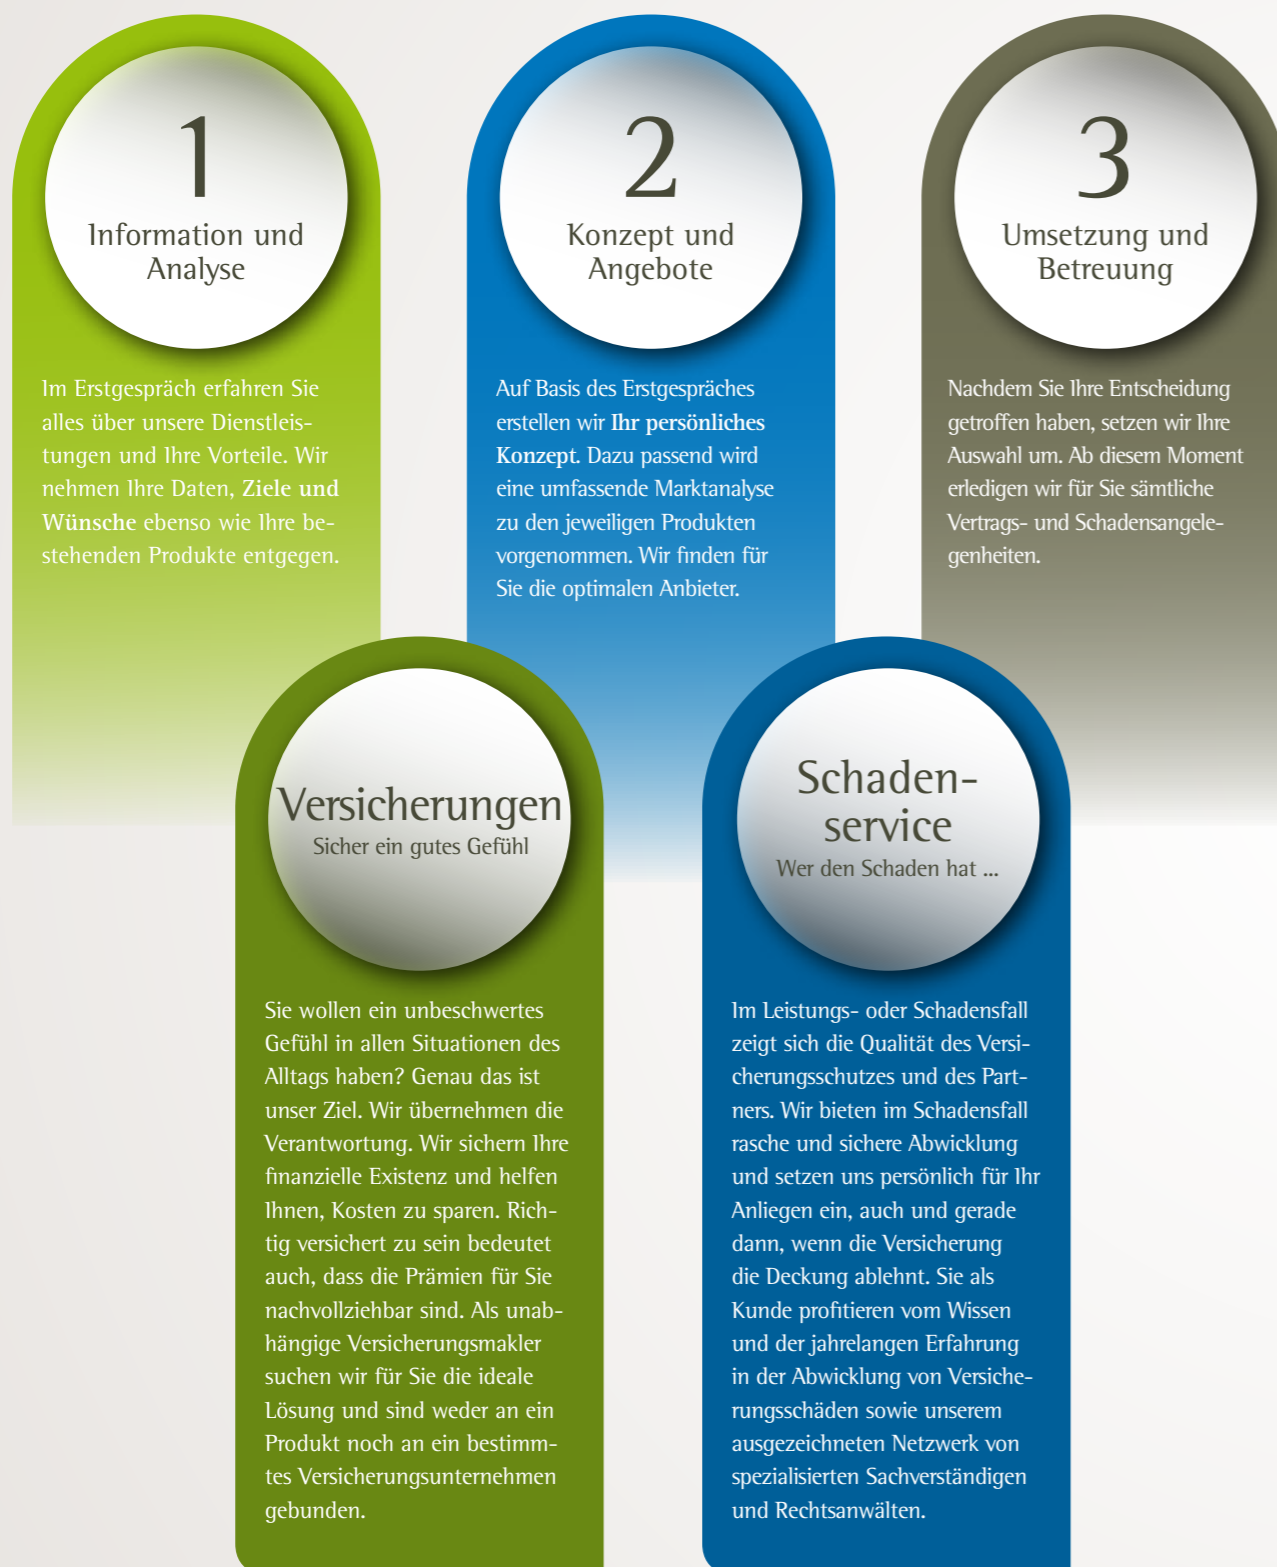 1
Information und
Analyse
Im Erstgespräch erfahren Sie
alles über unsere Dienstleis-
tungen und Ihre Vorteile. Wir
nehmen Ihre Daten, Ziele und
Wünsche ebenso wie Ihre be-
stehenden Produkte entgegen.
2
Konzept und
Angebote
Auf Basis des Erstgespräches
erstellen wir Ihr persönliches
Konzept. Dazu passend wird
eine umfassende Marktanalyse
zu den jeweiligen Produkten
vorgenommen. Wir finden für
Sie die optimalen Anbieter.
3
Umsetzung und
Betreuung
Nachdem Sie Ihre Entscheidung
getroffen haben, setzen wir Ihre
Auswahl um. Ab diesem Moment
erledigen wir für Sie sämtliche
Vertrags- und Schadensangele-
genheiten.
Versicherungen
Sicher ein gutes Gefühl
Sie wollen ein unbeschwertes
Gefühl in allen Situationen des
Alltags haben? Genau das ist
unser Ziel. Wir übernehmen die
Verantwortung. Wir sichern Ihre
finanzielle Existenz und helfen
Ihnen, Kosten zu sparen. Rich-
tig versichert zu sein bedeutet
auch, dass die Prämien für Sie
nachvollziehbar sind. Als unab-
hängige Versicherungsmakler
suchen wir für Sie die ideale
Lösung und sind weder an ein
Produkt noch an ein bestimm-
tes Versicherungsunternehmen
gebunden.
Schaden-
service
Wer den Schaden hat ...
Im Leistungs- oder Schadensfall
zeigt sich die Qualität des Versi-
cherungsschutzes und des Part-
ners. Wir bieten im Schadensfall
rasche und sichere Abwicklung
und setzen uns persönlich für Ihr
Anliegen ein, auch und gerade
dann, wenn die Versicherung
die Deckung ablehnt. Sie als
Kunde profitieren vom Wissen
und der jahrelangen Erfahrung
in der Abwicklung von Versiche-
rungsschäden sowie unserem
ausgezeichneten Netzwerk von
spezialisierten Sachverständigen
und Rechtsanwälten.